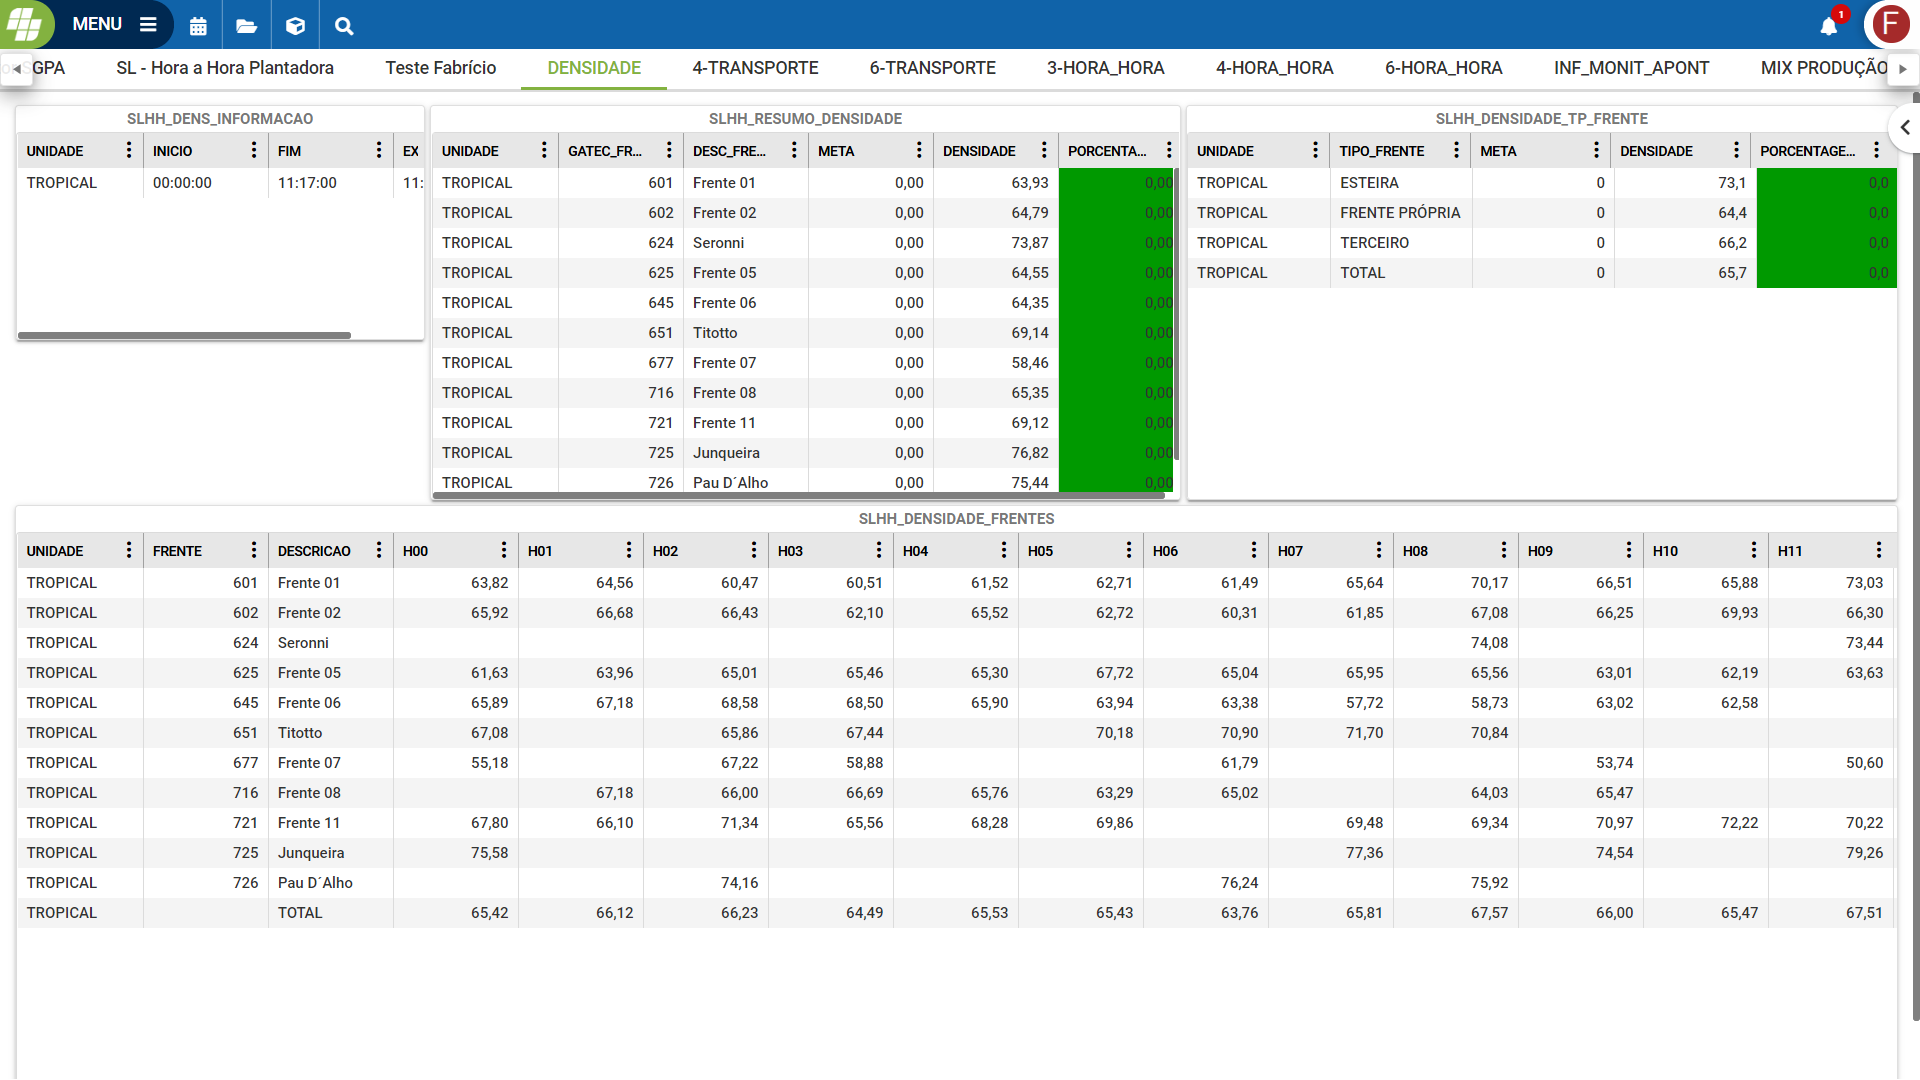 MENU
1
F
SGPA SL - Hora a Hora Plantadora Teste Fabrício DENSIDADE 4-TRANSPORTE 6-TRANSPORTE 3-HORA_HORA 4-HORA_HORA 6-HORA_HORA INF_MONIT_APONT MIX PRODUÇÃO
SLHH_DENS_INFORMACAO
UNIDADE INICIO FIM EX
TROPICAL 00:00:00 11:17:00 11:
SLHH_RESUMO_DENSIDADE
UNIDADE GATEC_FR... DESC_FRE... META DENSIDADE PORCENTA...
TROPICAL 601 Frente 01 0,00 63,93 0,00
TROPICAL 602 Frente 02 0,00 64,79 0,00
TROPICAL 624 Seronni 0,00 73,87 0,00
TROPICAL 625 Frente 05 0,00 64,55 0,00
TROPICAL 645 Frente 06 0,00 64,35 0,00
TROPICAL 651 Titotto 0,00 69,14 0,00
TROPICAL 677 Frente 07 0,00 58,46 0,00
TROPICAL 716 Frente 08 0,00 65,35 0,00
TROPICAL 721 Frente 11 0,00 69,12 0,00
TROPICAL 725 Junqueira 0,00 76,82 0,00
TROPICAL 726 Pau D´Alho 0,00 75,44 0,00
SLHH_DENSIDADE_TP_FRENTE
UNIDADE TIPO_FRENTE META DENSIDADE PORCENTAGE...
TROPICAL ESTEIRA 0 73,1 0,0
TROPICAL FRENTE PRÓPRIA 0 64,4 0,0
TROPICAL TERCEIRO 0 66,2 0,0
TROPICAL TOTAL 0 65,7 0,0
SLHH_DENSIDADE_FRENTES
UNIDADE FRENTE DESCRICAO H00 H01 H02 H03 H04 H05 H06 H07 H08 H09 H10 H11
TROPICAL 601 Frente 01 63,82 64,56 60,47 60,51 61,52 62,71 61,49 65,64 70,17 66,51 65,88 73,03
TROPICAL 602 Frente 02 65,92 66,68 66,43 62,10 65,52 62,72 60,31 61,85 67,08 66,25 69,93 66,30
TROPICAL 624 Seronni 74,08 73,44
TROPICAL 625 Frente 05 61,63 63,96 65,01 65,46 65,30 67,72 65,04 65,95 65,56 63,01 62,19 63,63
TROPICAL 645 Frente 06 65,89 67,18 68,58 68,50 65,90 63,94 63,38 57,72 58,73 63,02 62,58
TROPICAL 651 Titotto 67,08 65,86 67,44 70,18 70,90 71,70 70,84
TROPICAL 677 Frente 07 55,18 67,22 58,88 61,79 53,74 50,60
TROPICAL 716 Frente 08 67,18 66,00 66,69 65,76 63,29 65,02 64,03 65,47
TROPICAL 721 Frente 11 67,80 66,10 71,34 65,56 68,28 69,86 69,48 69,34 70,97 72,22 70,22
TROPICAL 725 Junqueira 75,58 77,36 74,54 79,26
TROPICAL 726 Pau D´Alho 74,16 76,24 75,92
TROPICAL TOTAL 65,42 66,12 66,23 64,49 65,53 65,43 63,76 65,81 67,57 66,00 65,47 67,51